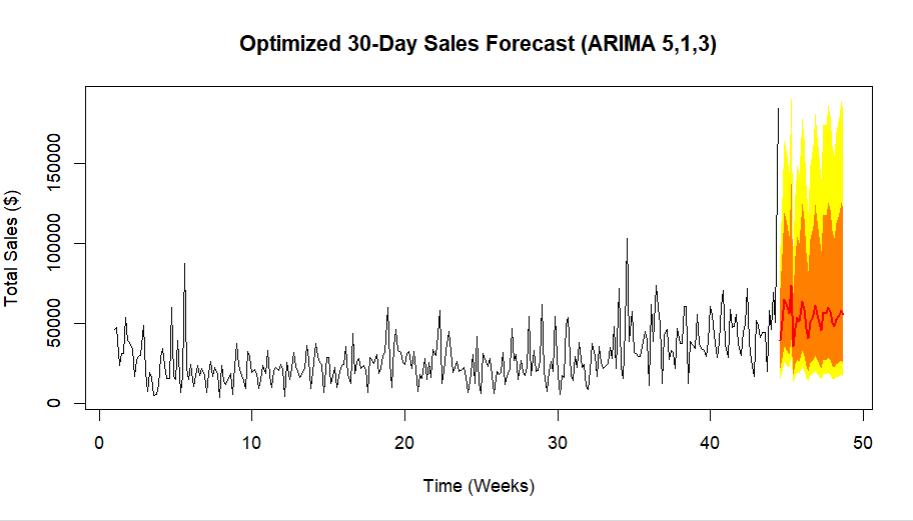 Optimized 30-Day Sales Forecast (ARIMA 5,1,3)
Total Sales ($)
150000
100000
50000
0
0 10 20 30 40 50
Time (Weeks)